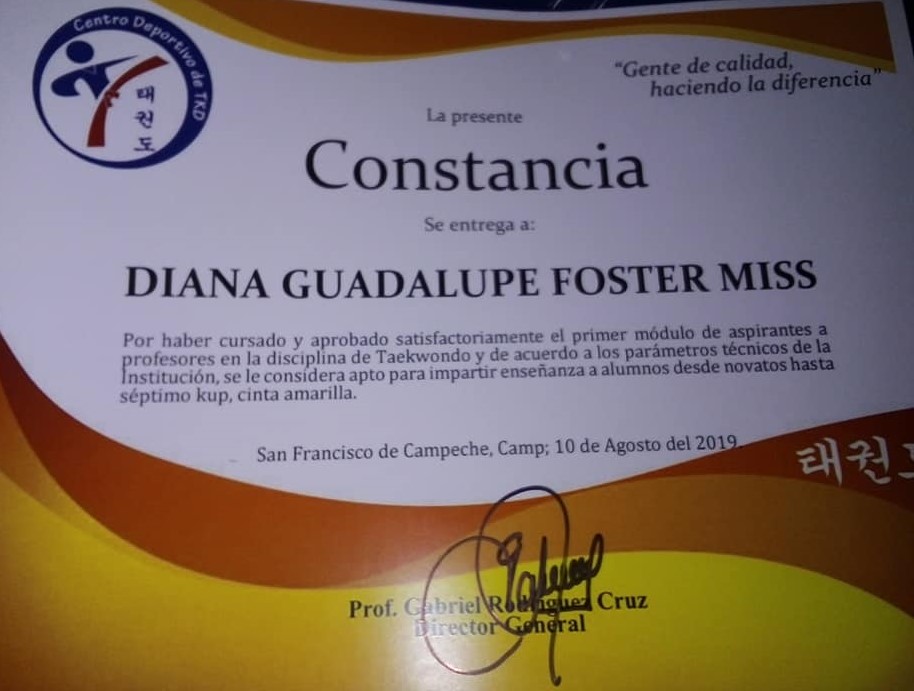 Centro Deportivo de TKD
태
권
도
"Gente de calidad,
haciendo la diferencia"
La presente
Constancia
Se entrega a:
DIANA GUADALUPE FOSTER MISS
Por haber cursado y aprobado satisfactoriamente el primer módulo de aspirantes a
profesores en la disciplina de Taekwondo y de acuerdo a los parámetros técnicos de la
Institución, se le considera apto para impartir enseñanza a alumnos desde novatos hasta
séptimo kup, cinta amarilla.
San Francisco de Campeche, Camp; 10 de Agosto del 2019
태권
Prof. Gabriel Rodríguez Cruz
Director General